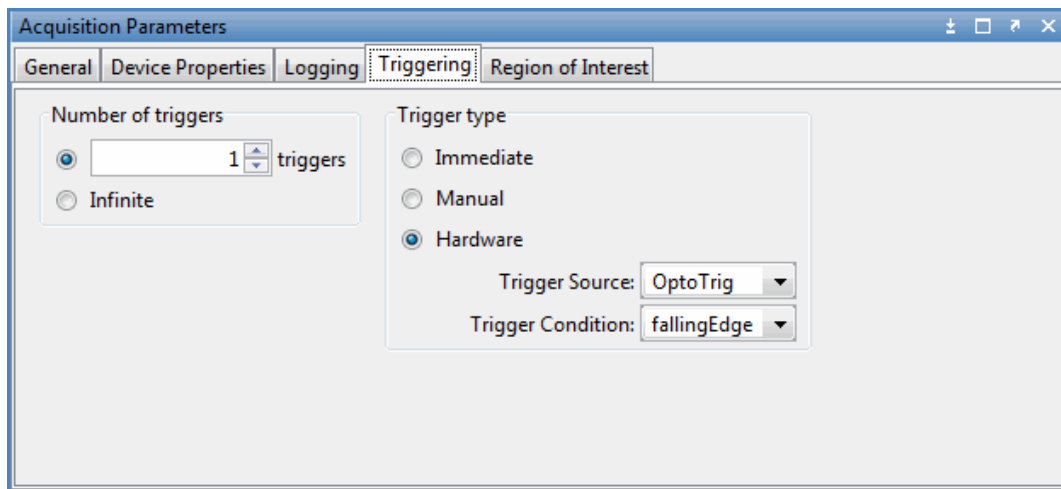 Acquisition Parameters
General Device Properties Logging Triggering Region of Interest
Number of triggers
1 triggers
Infinite
Trigger type
Immediate
Manual
Hardware
Trigger Source: OptoTrig
Trigger Condition: fallingEdge